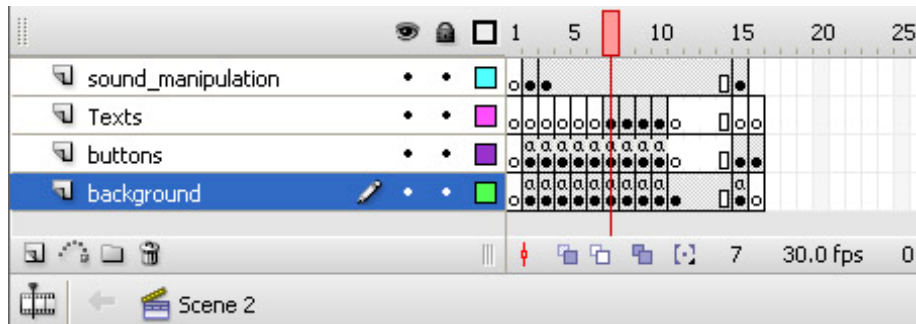 1 5 10 15 20 25
sound_manipulation
Texts
buttons
a a a a a a a a a
background
a a a a a a a a a a
7 30.0 fps 0
Scene 2